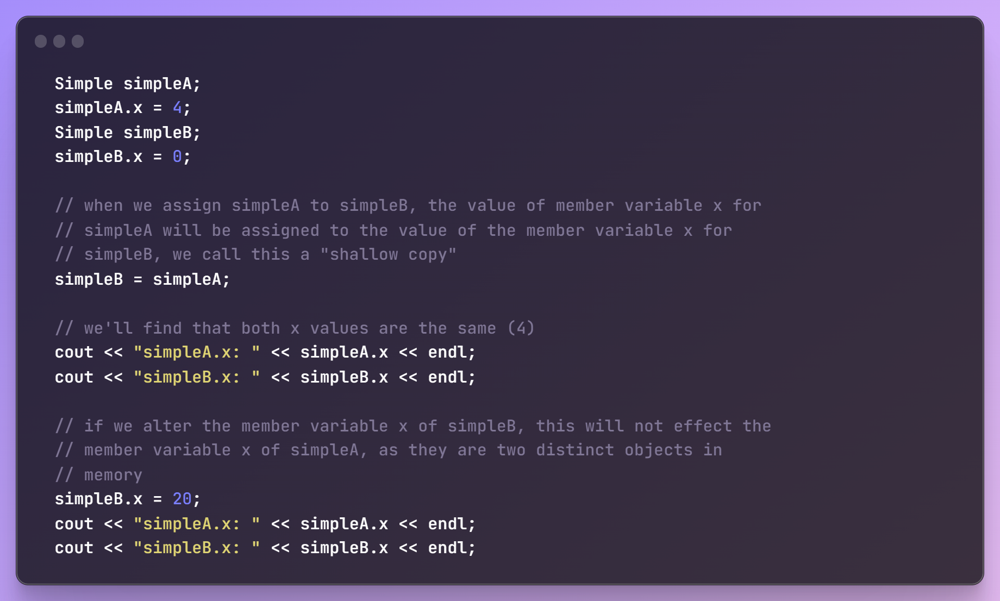 Simple simpleA;
simpleA.x = 4;
Simple simpleB;
simpleB.x = 0;
// when we assign simpleA to simpleB, the value of member variable x for
// simpleA will be assigned to the value of the member variable x for
// simpleB, we call this a "shallow copy"
simpleB = simpleA;
// we'll find that both x values are the same (4)
cout << "simpleA.x: " << simpleA.x << endl;
cout << "simpleB.x: " << simpleB.x << endl;
// if we alter the member variable x of simpleB, this will not effect the
// member variable x of simpleA, as they are two distinct objects in
// memory
simpleB.x = 20;
cout << "simpleA.x: " << simpleA.x << endl;
cout << "simpleB.x: " << simpleB.x << endl;